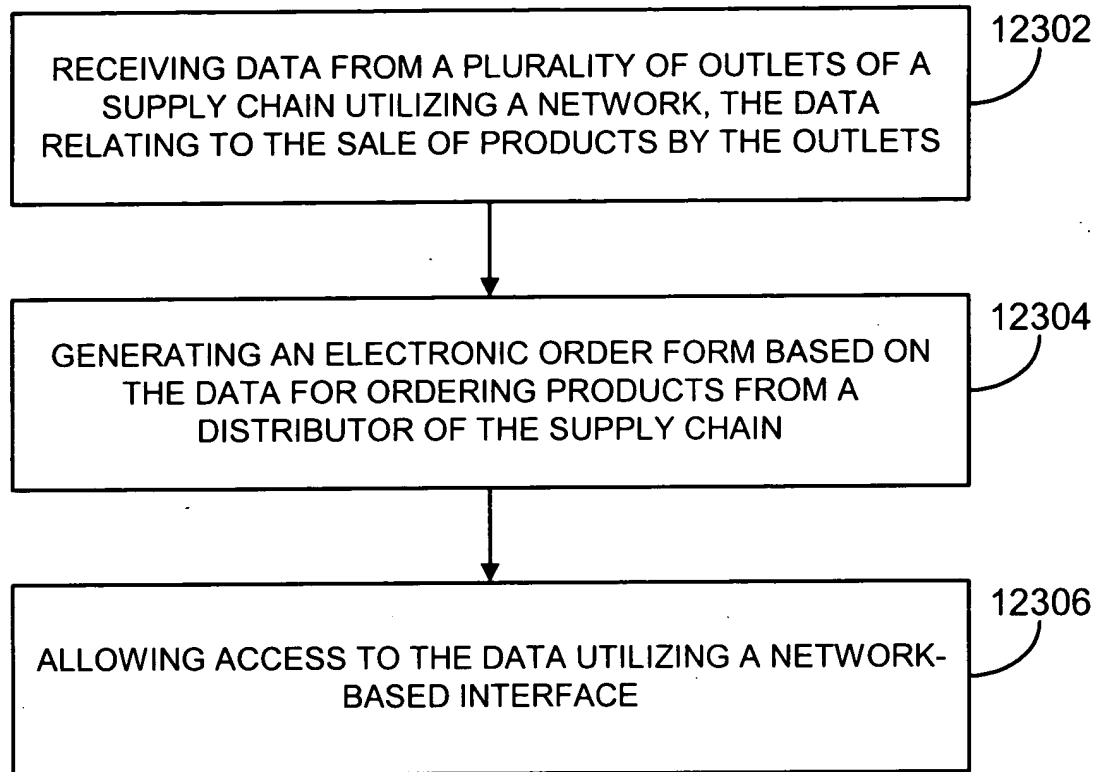 12302
RECEIVING DATA FROM A PLURALITY OF OUTLETS OF A
SUPPLY CHAIN UTILIZING A NETWORK, THE DATA
RELATING TO THE SALE OF PRODUCTS BY THE OUTLETS
12304
GENERATING AN ELECTRONIC ORDER FORM BASED ON
THE DATA FOR ORDERING PRODUCTS FROM A
DISTRIBUTOR OF THE SUPPLY CHAIN
12306
ALLOWING ACCESS TO THE DATA UTILIZING A NETWORK-
BASED INTERFACE